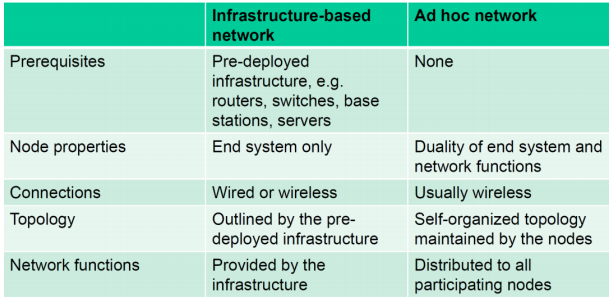 Infrastructure-based network
Ad hoc network
Prerequisites
Pre-deployed
infrastructure, e.g.
routers, switches, base
stations, servers
None
Node properties
End system only
Duality of end system and
network functions
Connections
Wired or wireless
Usually wireless
Topology
Outlined by the pre-
deployed infrastructure
Self-organized topology
maintained by the nodes
Network functions
Provided by the
infrastructure
Distributed to all
participating nodes